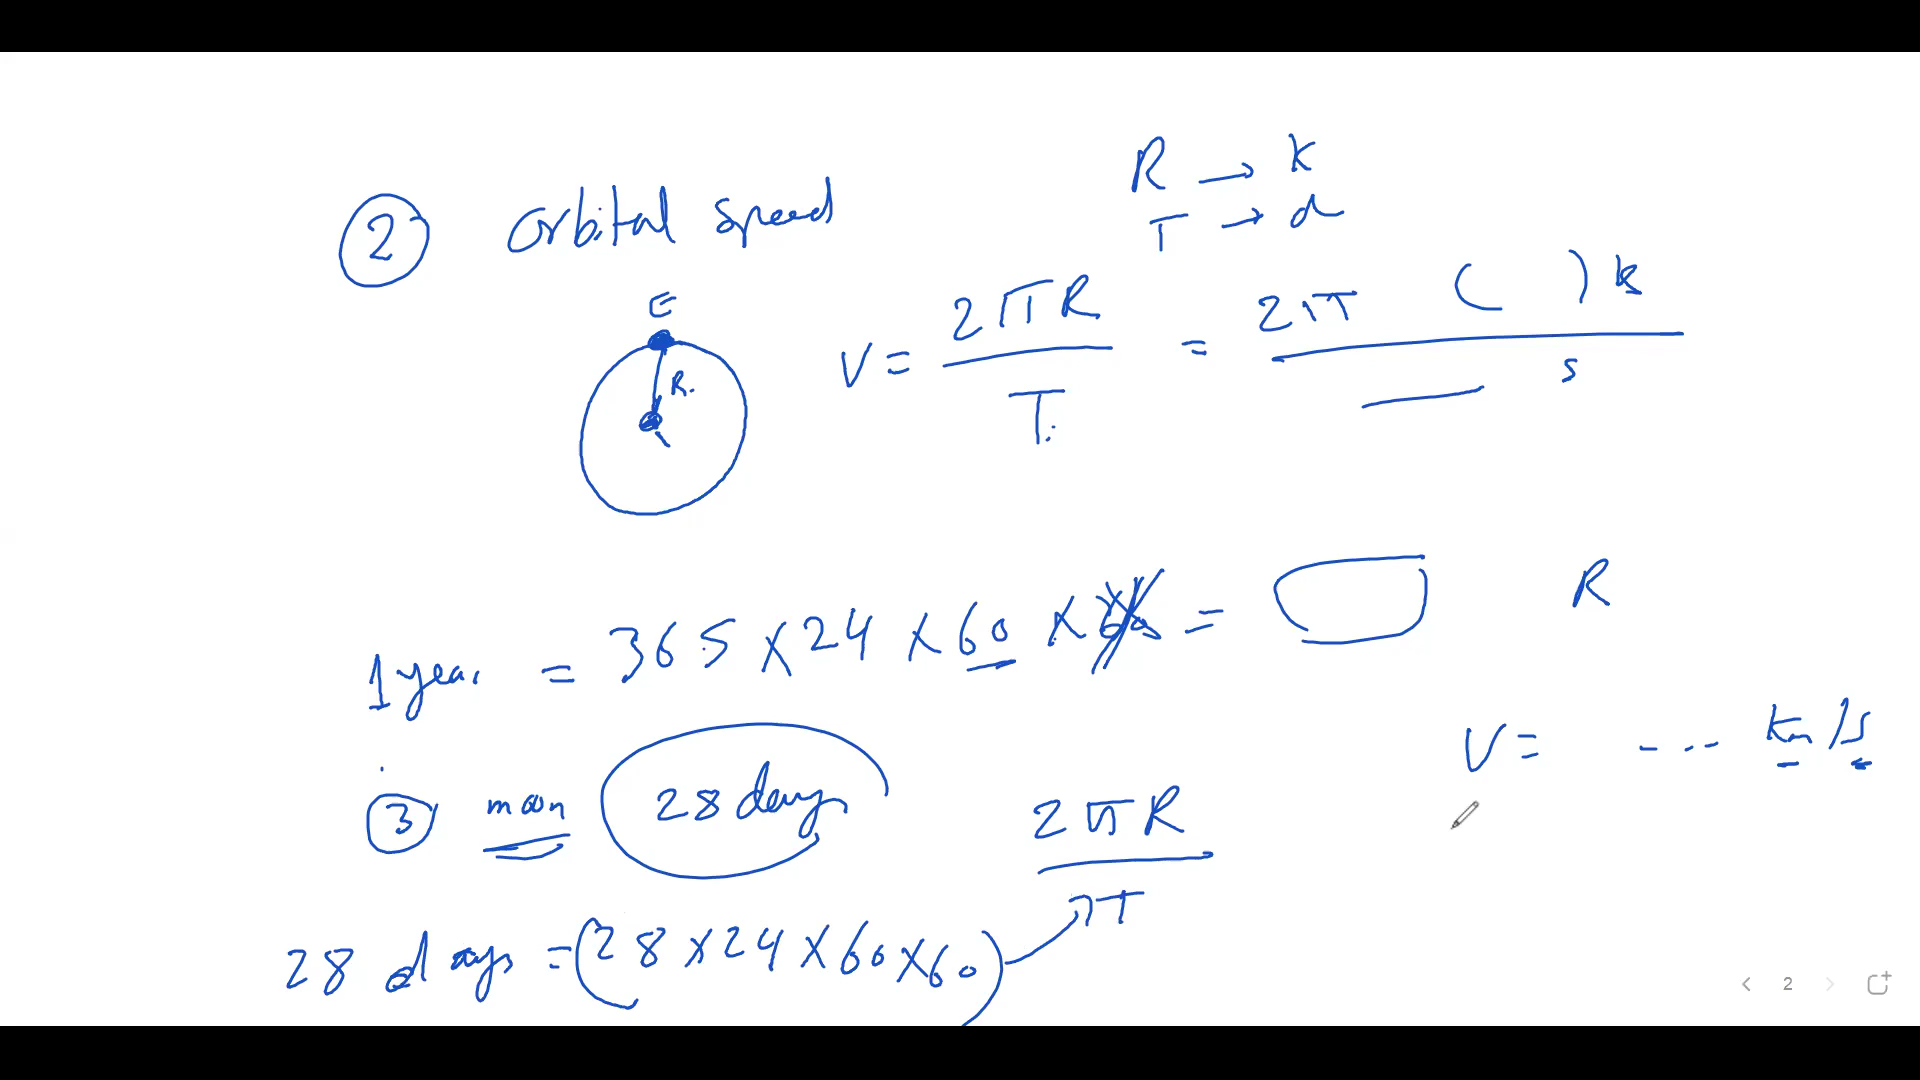 R → k
② orbital speed
T → d
E
R.
V = 2πR / T. = 2π ( ) k / s
1 year = 365 × 24 × 60 × =
R
V = - - - km/s
③ moon 28 days
2πR / T
28 days = (28 × 24 × 60 × 60)
2